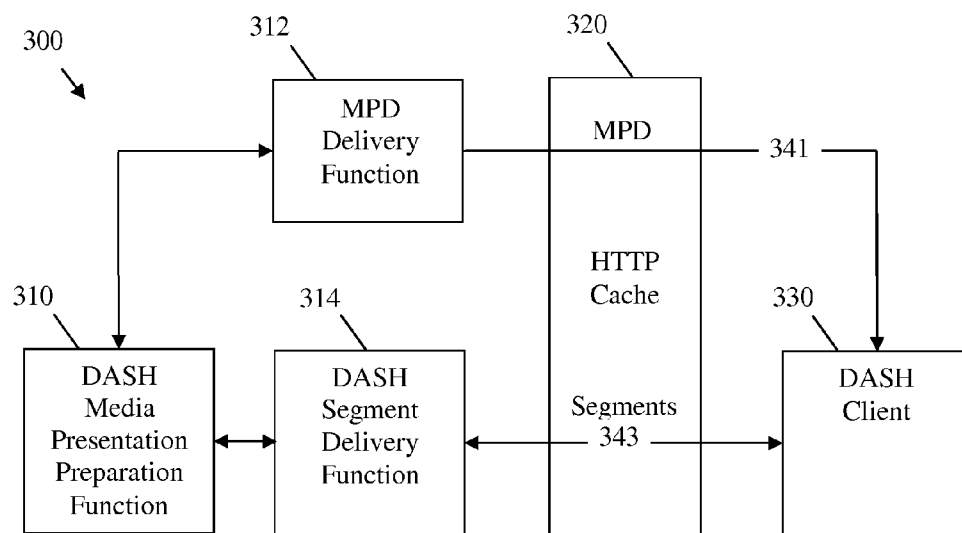 300
312
320
MPD
Delivery
Function
MPD
341
HTTP
Cache
310
314
330
DASH
Media
Presentation
Preparation
Function
DASH
Segment
Delivery
Function
Segments
343
DASH
Client